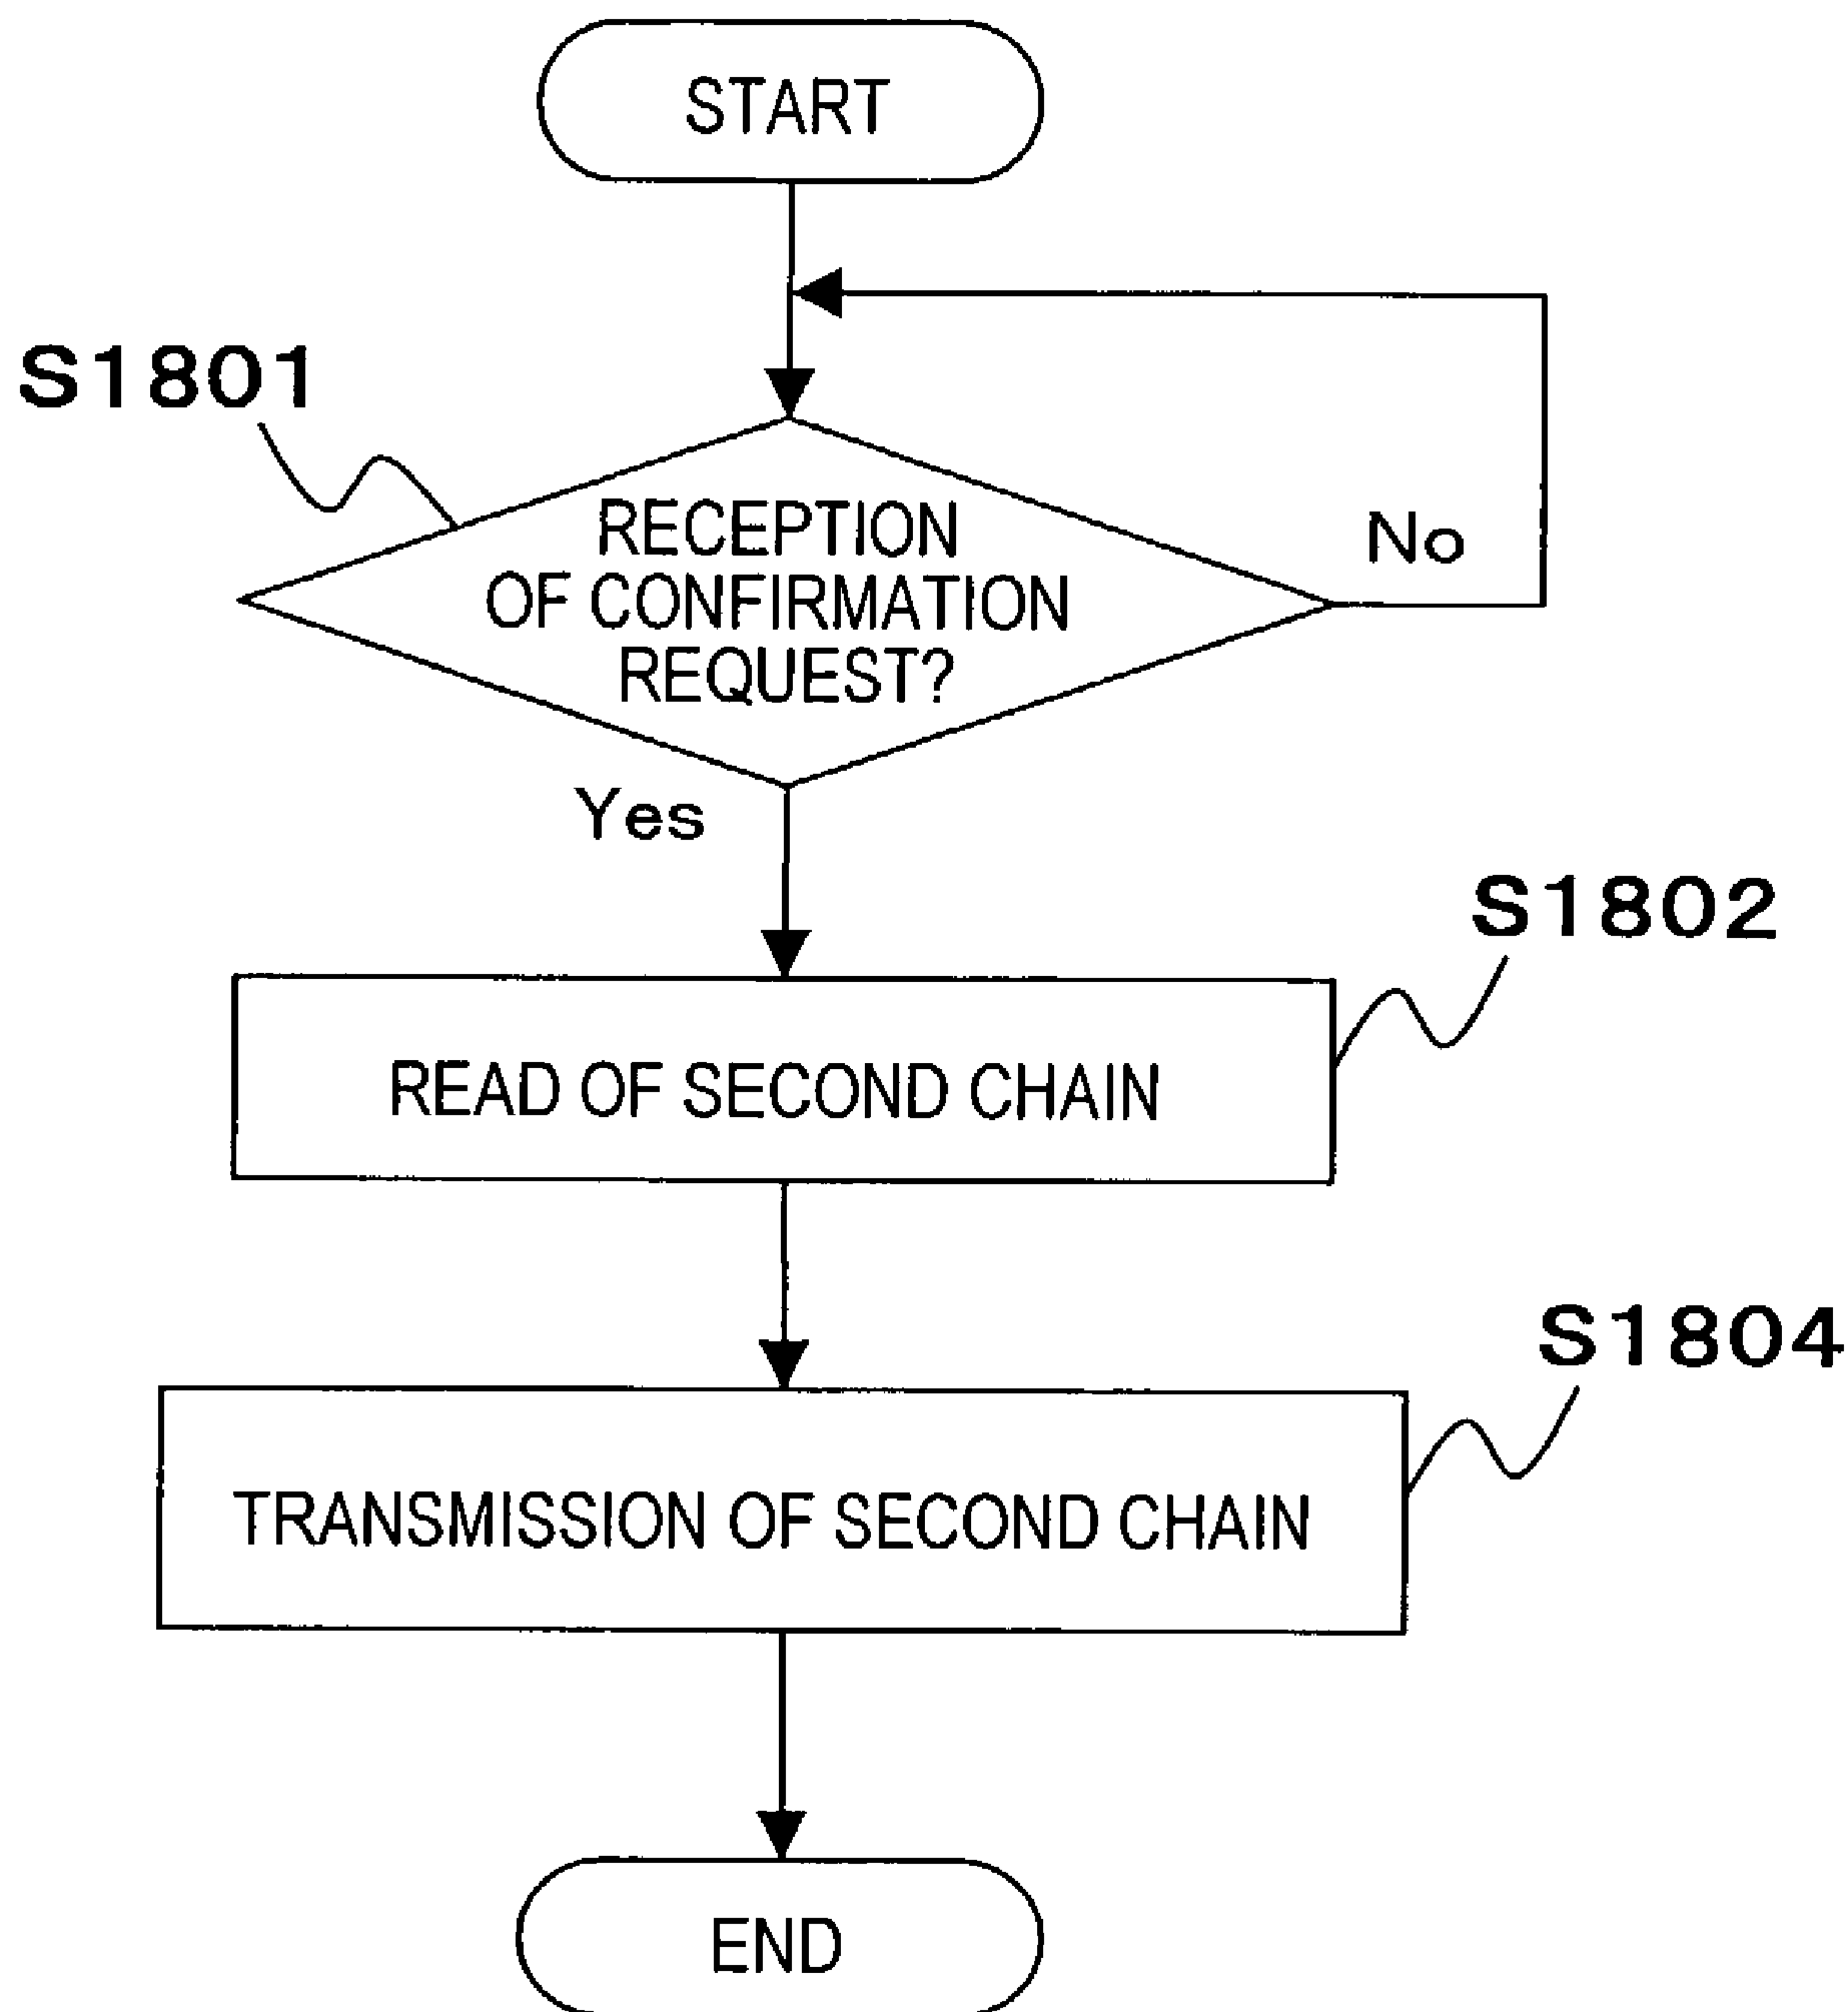 START
S1801
RECEPTION
OF CONFIRMATION
REQUEST?
No
Yes
S1802
READ OF SECOND CHAIN
S1804
TRANSMISSION OF SECOND CHAIN
END